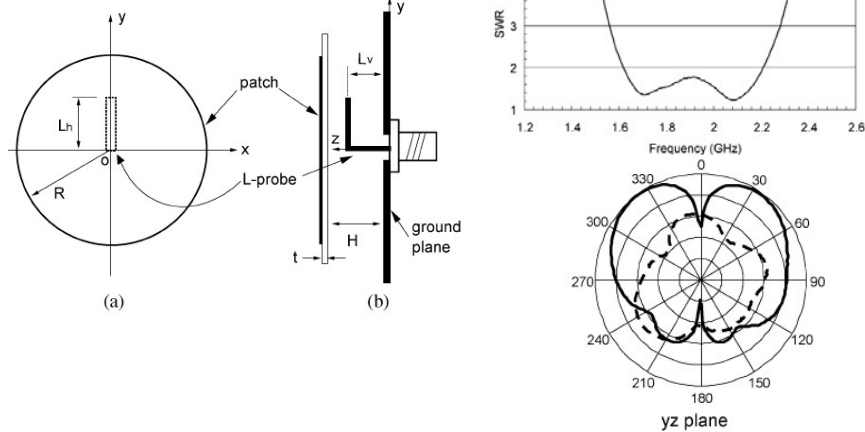 y
patch
Lh
o
x
R
L-probe
(a)
y
Lv
z
H
ground
plane
t
(b)
SWR
3
2
1
1.2 1.4 1.6 1.8 2 2.2 2.4 2.6
Frequency (GHz)
0
330 30
300 60
270 90
240 120
210 150
180
yz plane